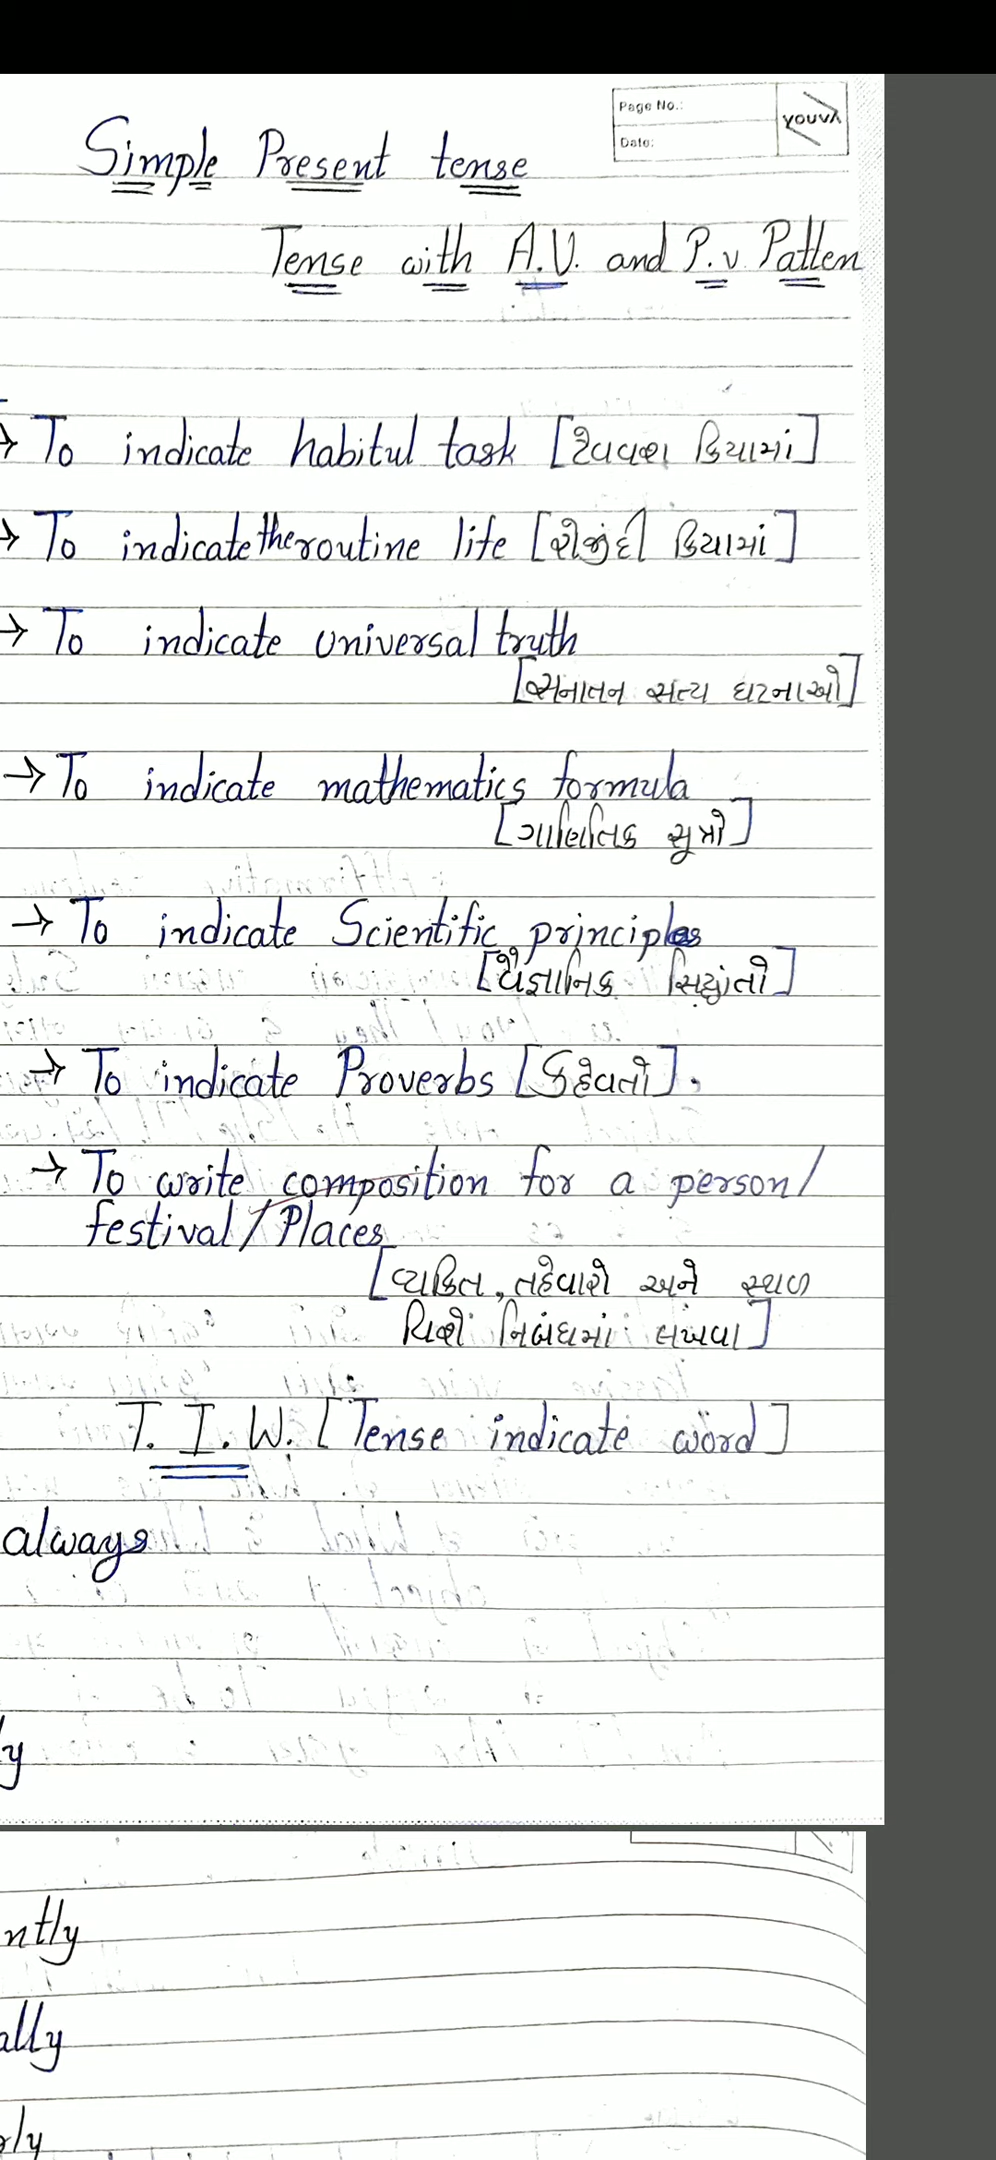 Page No.:
Date:
youva
Simple Present tense
Tense with A.V. and P.v Patten
→ To indicate habitul task [ટેવવશ ક્રિયામાં]
→ To indicate the routine life [રોજીંદી ક્રિયામાં]
→ To indicate universal truth
[સનાતન સત્ય ઘટનાઓ]
→ To indicate mathematics formula
[ગાણિતિક સુત્રો]
→ To indicate Scientific principles
[વૈજ્ઞાનિક સિદ્ધાંતો]
→ To indicate Proverbs [કહેવતો].
→ To write composition for a person/
festival/Places
[વ્યકિત, તહેવારો અને સ્થળ
વિશે નિબંધમાં લખવા]
T. I. W. [Tense indicate word]
always
ly
ntly
ally
rly